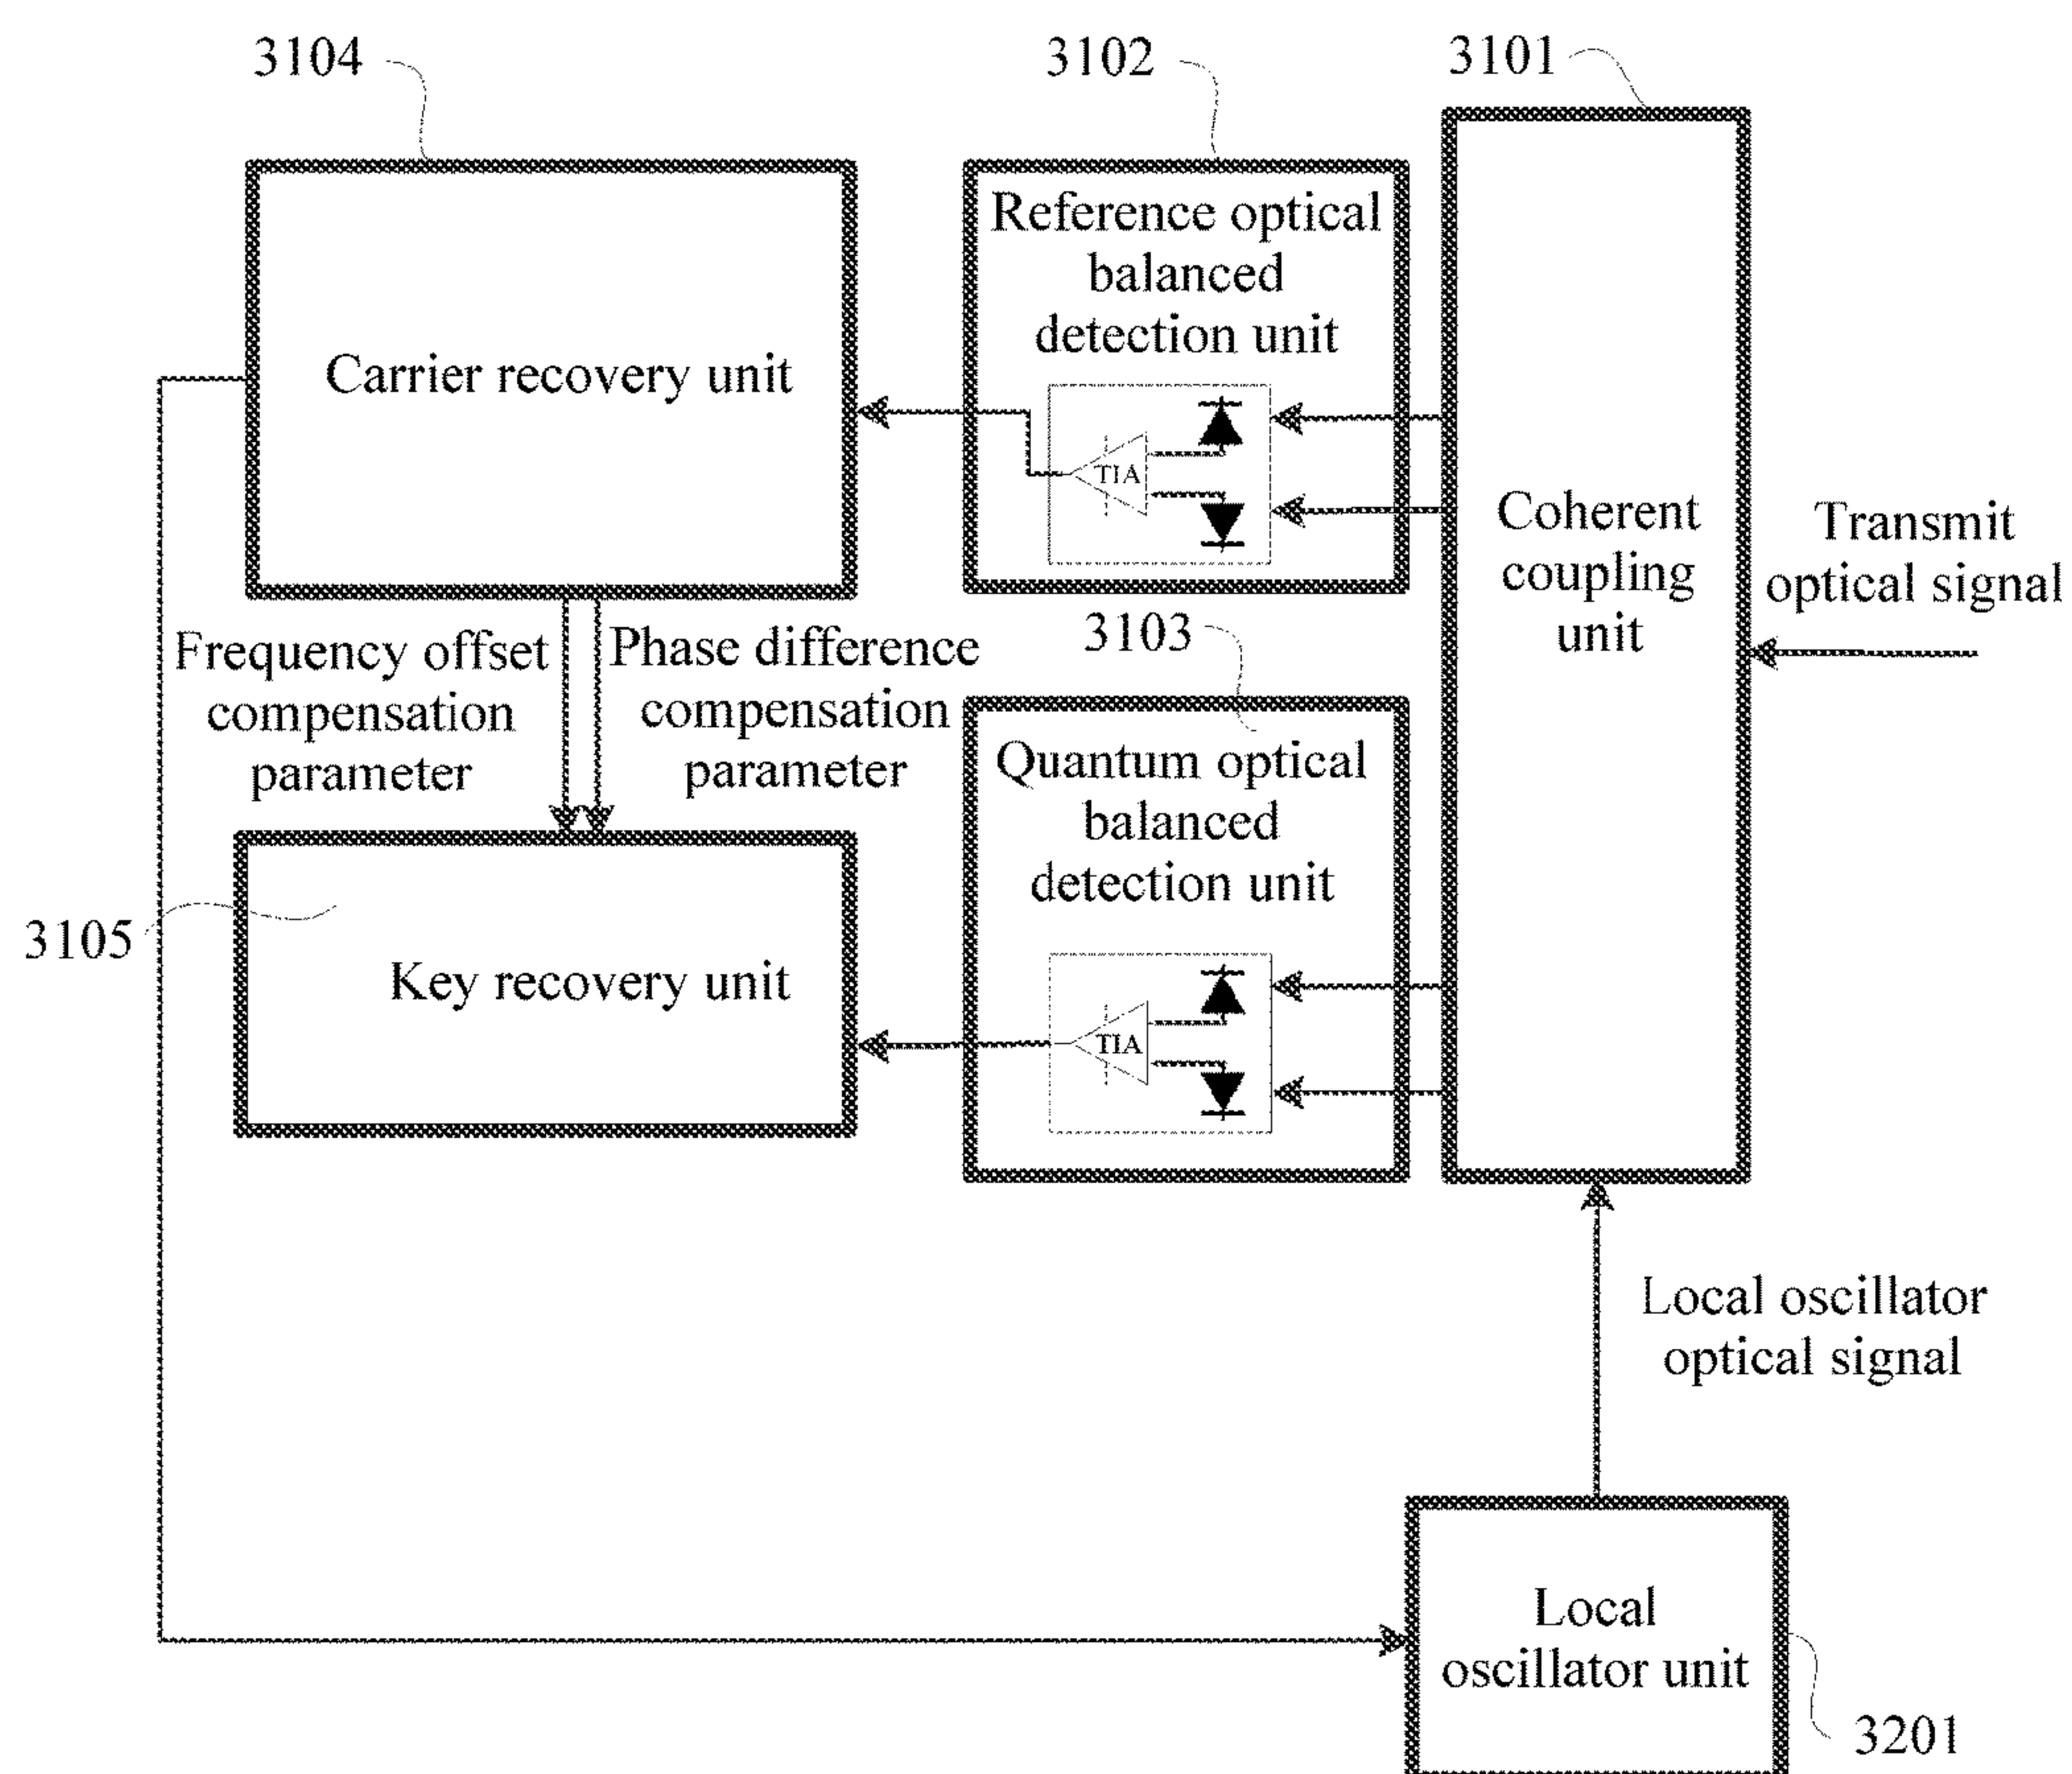 3104
3102
3101
Reference optical
balanced
detection unit
TIA
Carrier recovery unit
Coherent
coupling
unit
Transmit
optical signal
Frequency offset
compensation
parameter
Phase difference
compensation
parameter
3103
Quantum optical
balanced
detection unit
TIA
3105
Key recovery unit
Local oscillator
optical signal
Local
oscillator unit
3201